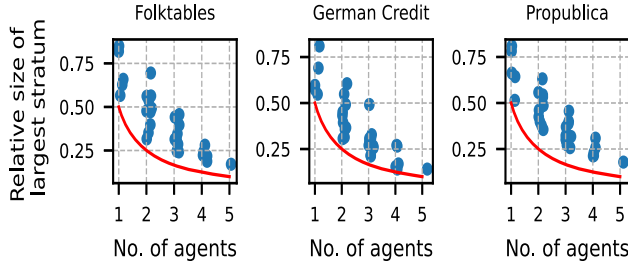 Folktables
German Credit
Propublica
Relative size of
largest stratum
0.75
0.50
0.25
1 2 3 4 5
No. of agents
0.75
0.50
0.25
1 2 3 4 5
No. of agents
0.75
0.50
0.25
1 2 3 4 5
No. of agents